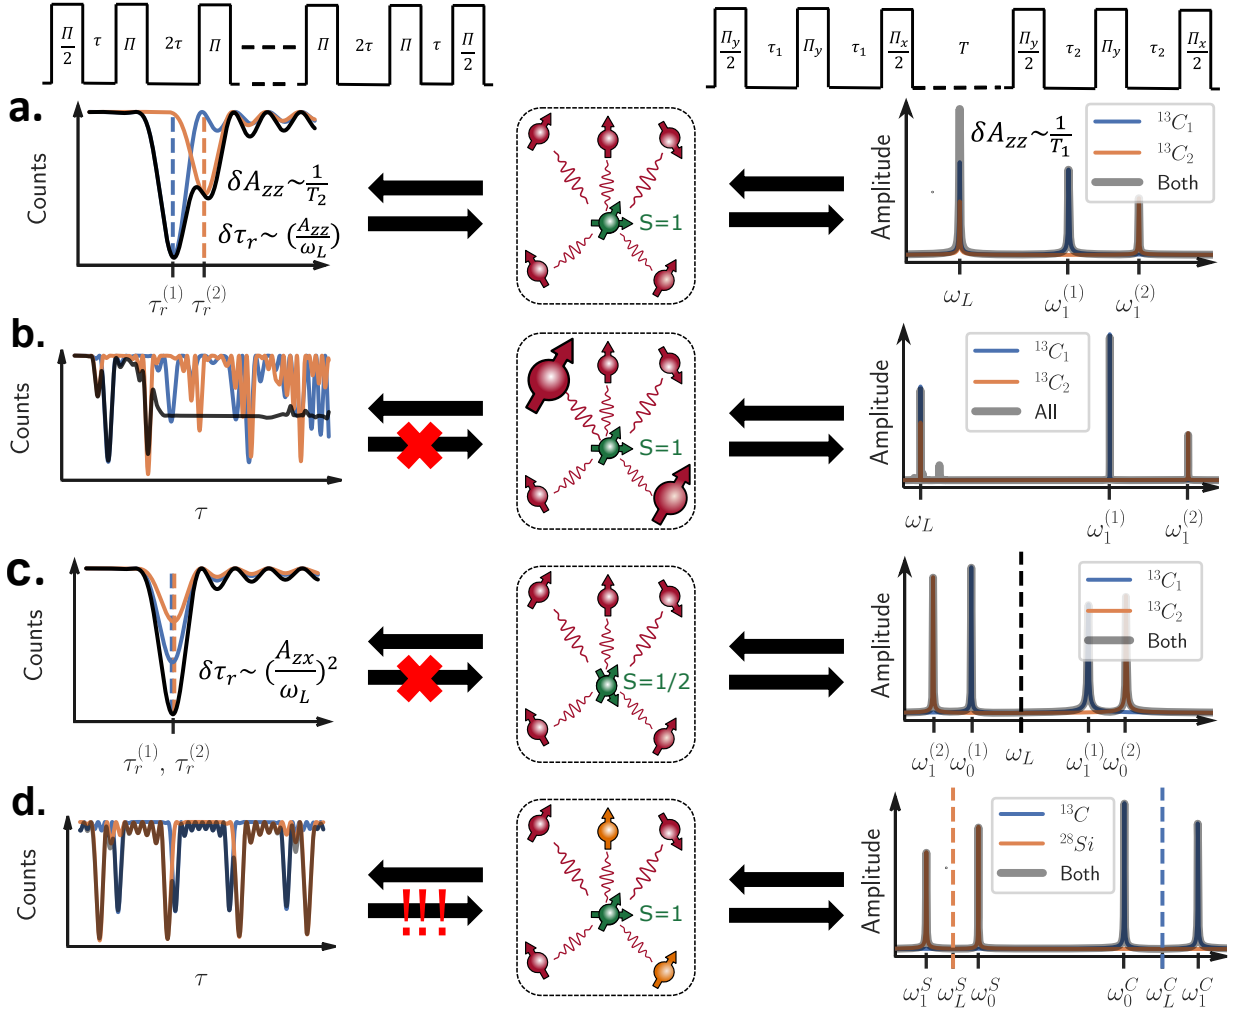 Π/2 τ Π 2τ Π Π 2τ Π τ Π/2
Π_y/2 τ_1 Π_y τ_1 Π_x/2 T Π_y/2 τ_2 Π_y τ_2 Π_x/2
a.
Counts
δA_zz~1/T_2
δτ_r~(A_zz/ω_L)
τ_r^(1) τ_r^(2)
S=1
Amplitude
δA_zz~1/T_1
^13C_1
^13C_2
Both
ω_L ω_1^(1) ω_1^(2)
b.
Counts
τ
S=1
Amplitude
^13C_1
^13C_2
All
ω_L ω_1^(1) ω_1^(2)
c.
Counts
δτ_r~(A_zx/ω_L)^2
τ_r^(1), τ_r^(2)
S=1/2
Amplitude
^13C_1
^13C_2
Both
ω_1^(2) ω_0^(1) ω_L ω_1^(1) ω_0^(2)
d.
Counts
τ
!!!
S=1
Amplitude
^13C
^28Si
Both
ω_1^S ω_L^S ω_0^S ω_0^C ω_L^C ω_1^C